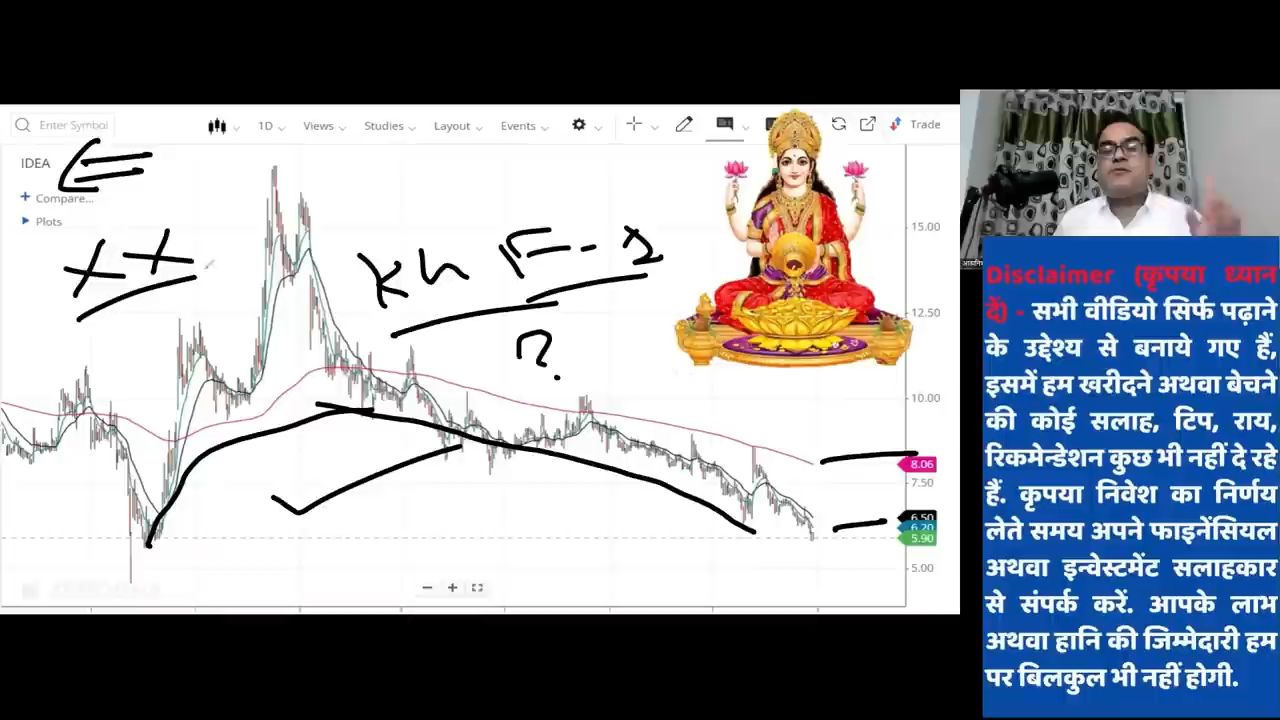 Enter Symbol
1D
Views
Studies
Layout
Events
Trade
IDEA
Compare...
Plots
15.00
12.50
10.00
8.06
7.50
6.50
6.20
5.90
5.00
?
Disclaimer (कृपया ध्यान
दें) - सभी वीडियो सिर्फ पढ़ाने
के उद्देश्य से बनाये गए हैं,
इसमें हम खरीदने अथवा बेचने
की कोई सलाह, टिप, राय,
रिकमेन्डेशन कुछ भी नहीं दे रहे
हैं. कृपया निवेश का निर्णय
लेते समय अपने फाइनेंसियल
अथवा इन्वेस्टमेंट सलाहकार
से संपर्क करें. आपके लाभ
अथवा हानि की जिम्मेदारी हम
पर बिलकुल भी नहीं होगी.